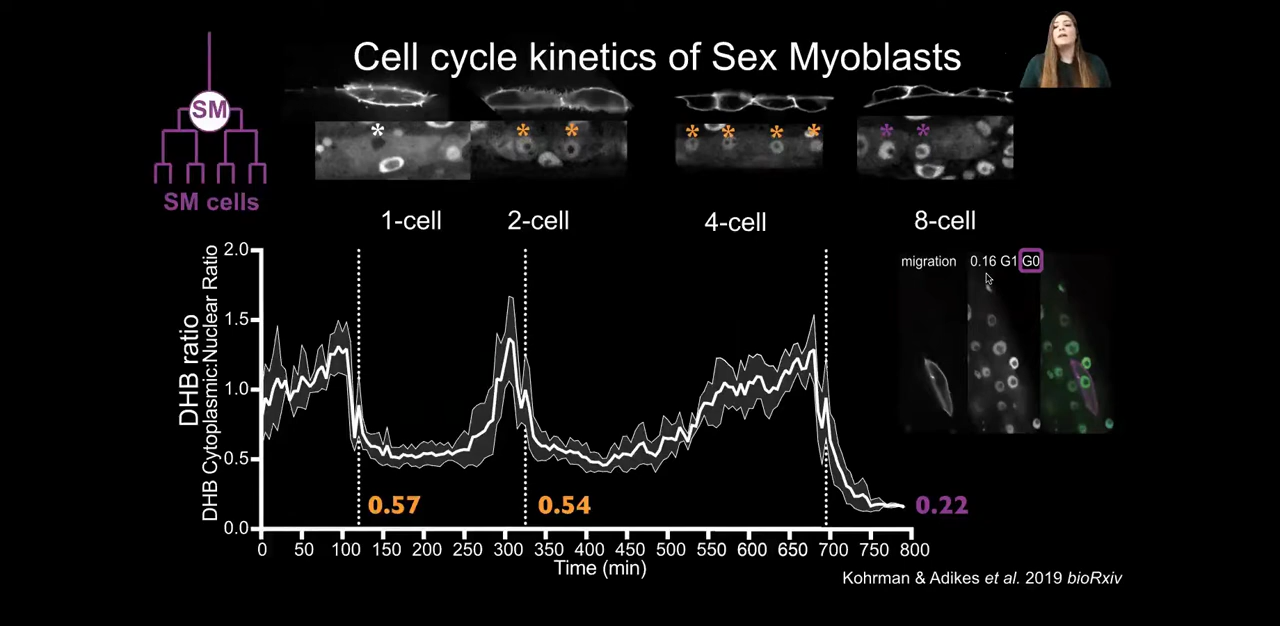 Cell cycle kinetics of Sex Myoblasts
SM
SM cells
* * * * * * * * *
1-cell 2-cell 4-cell 8-cell
DHB ratio
DHB Cytoplasmic:Nuclear Ratio
2.0
1.5
1.0
0.5
0.0
0.57 0.54 0.22
0 50 100 150 200 250 300 350 400 450 500 550 600 650 700 750 800
Time (min)
migration 0.16 G1 G0
Kohrman & Adikes et al. 2019 bioRxiv